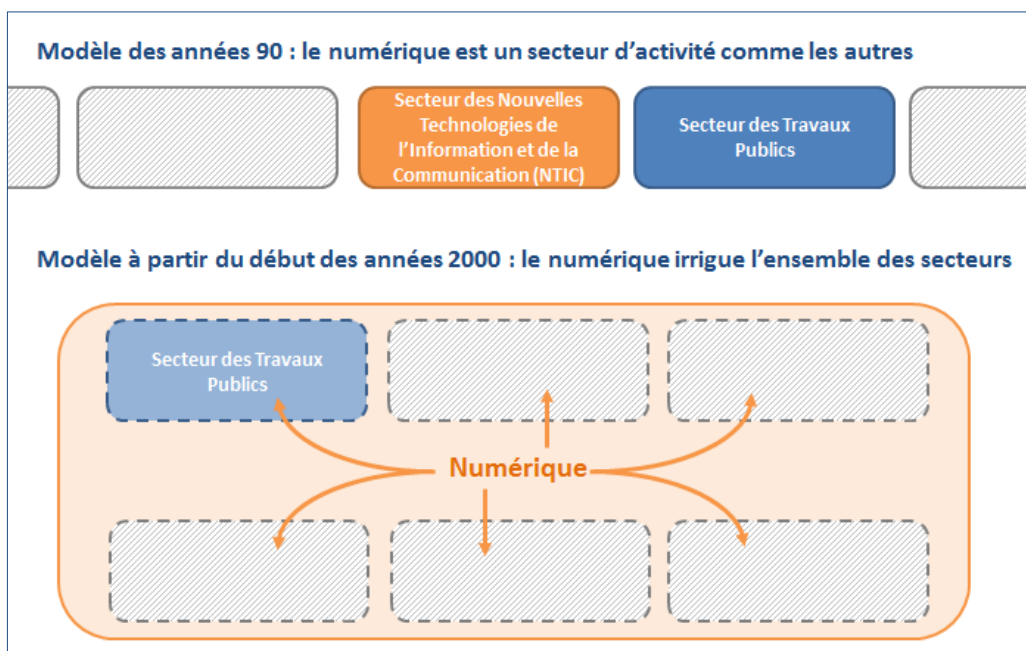 Modèle des années 90 : le numérique est un secteur d’activité comme les autres
Secteur des Nouvelles
Technologies de
l’Information et de la
Communication (NTIC)
Secteur des Travaux
Publics
Modèle à partir du début des années 2000 : le numérique irrigue l’ensemble des secteurs
Secteur des Travaux
Publics
Numérique